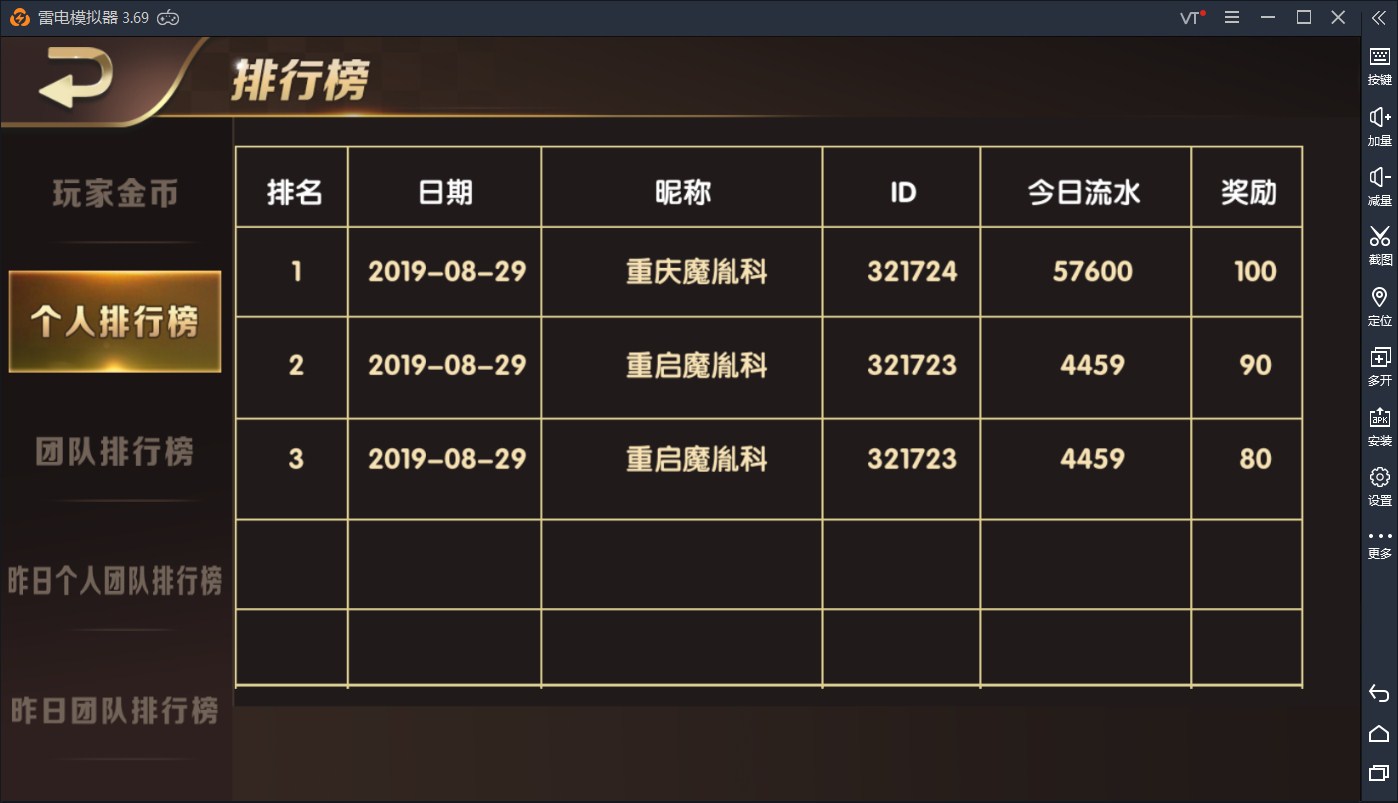 雷电模拟器 3.69
VT
排行榜
玩家金币
个人排行榜
团队排行榜
昨日个人团队排行榜
昨日团队排行榜
排名 日期 昵称 ID 今日流水 奖励
1 2019-08-29 重庆魔胤科 321724 57600 100
2 2019-08-29 重启魔胤科 321723 4459 90
3 2019-08-29 重启魔胤科 321723 4459 80
按键
加量
减量
截图
定位
多开
APK
安装
设置
更多